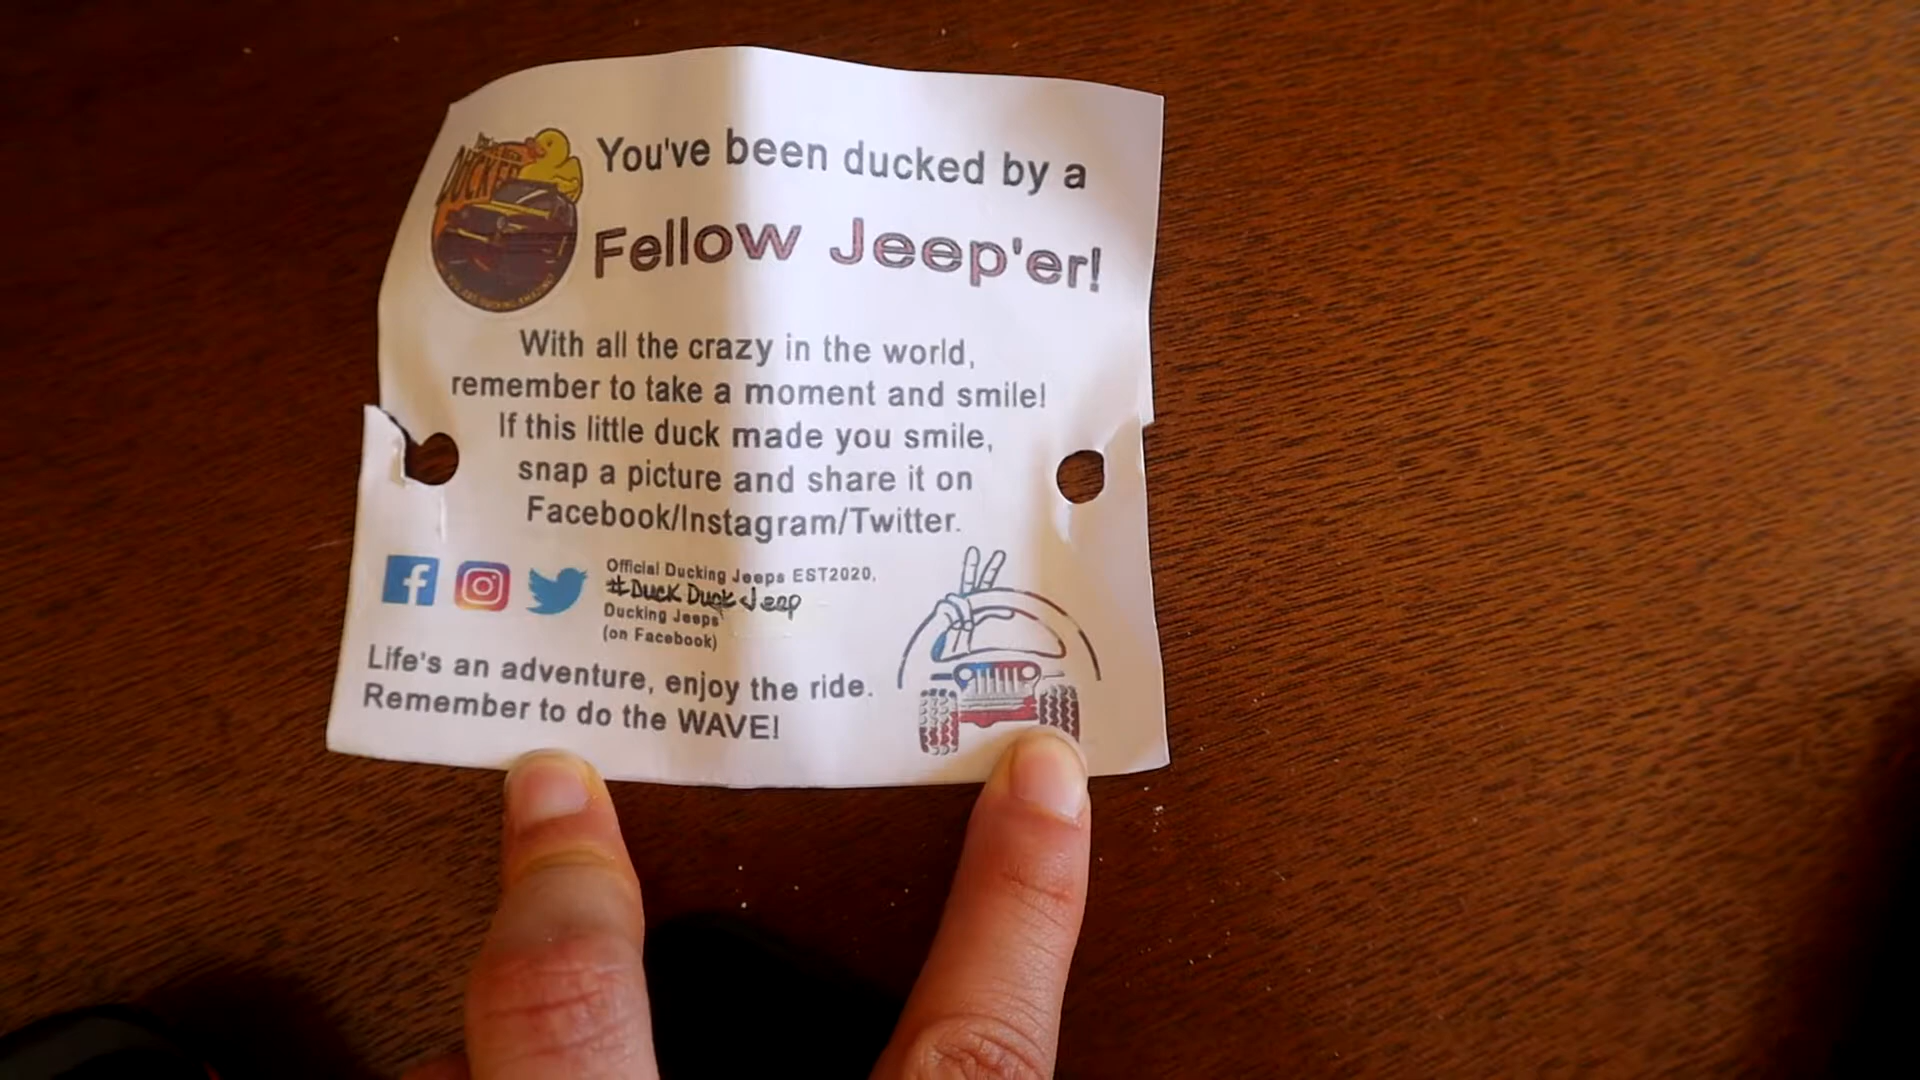 DUCKED
You've been ducked by a
Fellow Jeep'er!
With all the crazy in the world,
remember to take a moment and smile!
If this little duck made you smile,
snap a picture and share it on
Facebook/Instagram/Twitter.
Official Ducking Jeeps EST2020,
#Duck Duck Jeep
Ducking Jeeps
(on Facebook)
Life's an adventure, enjoy the ride.
Remember to do the WAVE!